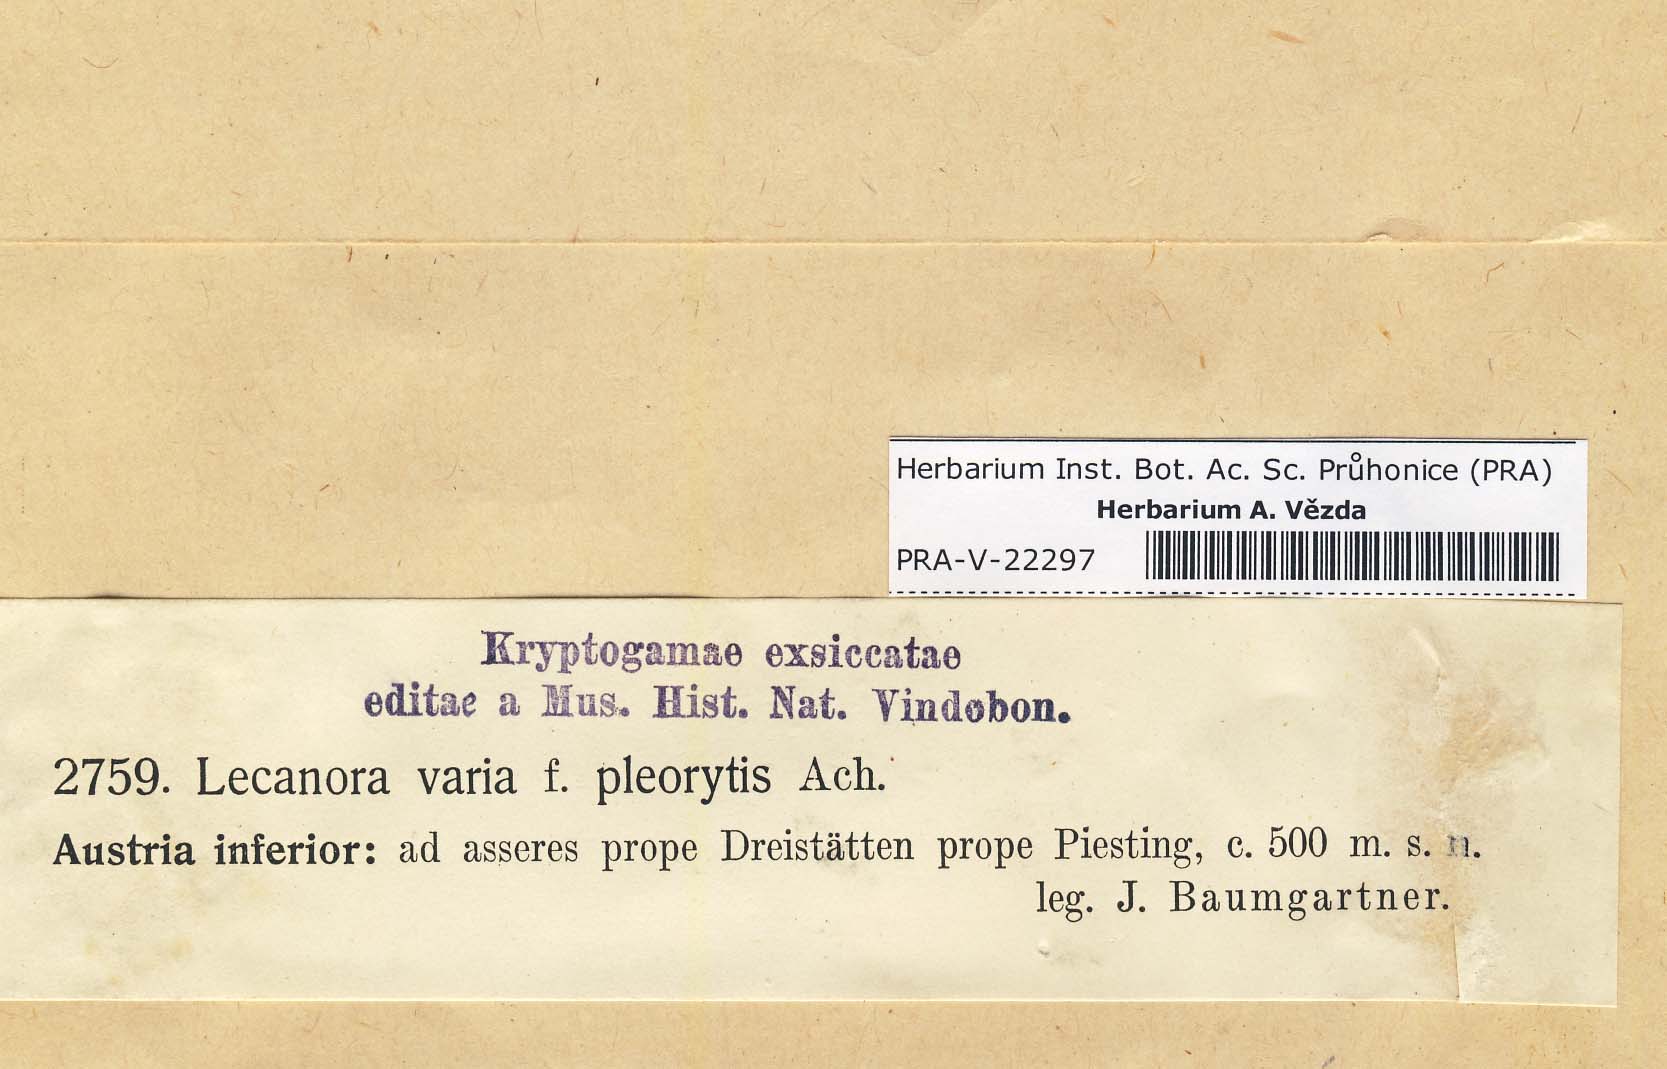 Herbarium Inst. Bot. Ac. Sc. Průhonice (PRA)
Herbarium A. Vězda
PRA-V-22297
Kryptogamae exsiccatae
editae a Mus. Hist. Nat. Vindobon.
2759. Lecanora varia f. pleorytis Ach.
Austria inferior: ad asseres prope Dreistätten prope Piesting, c. 500 m. s. n.
leg. J. Baumgartner.